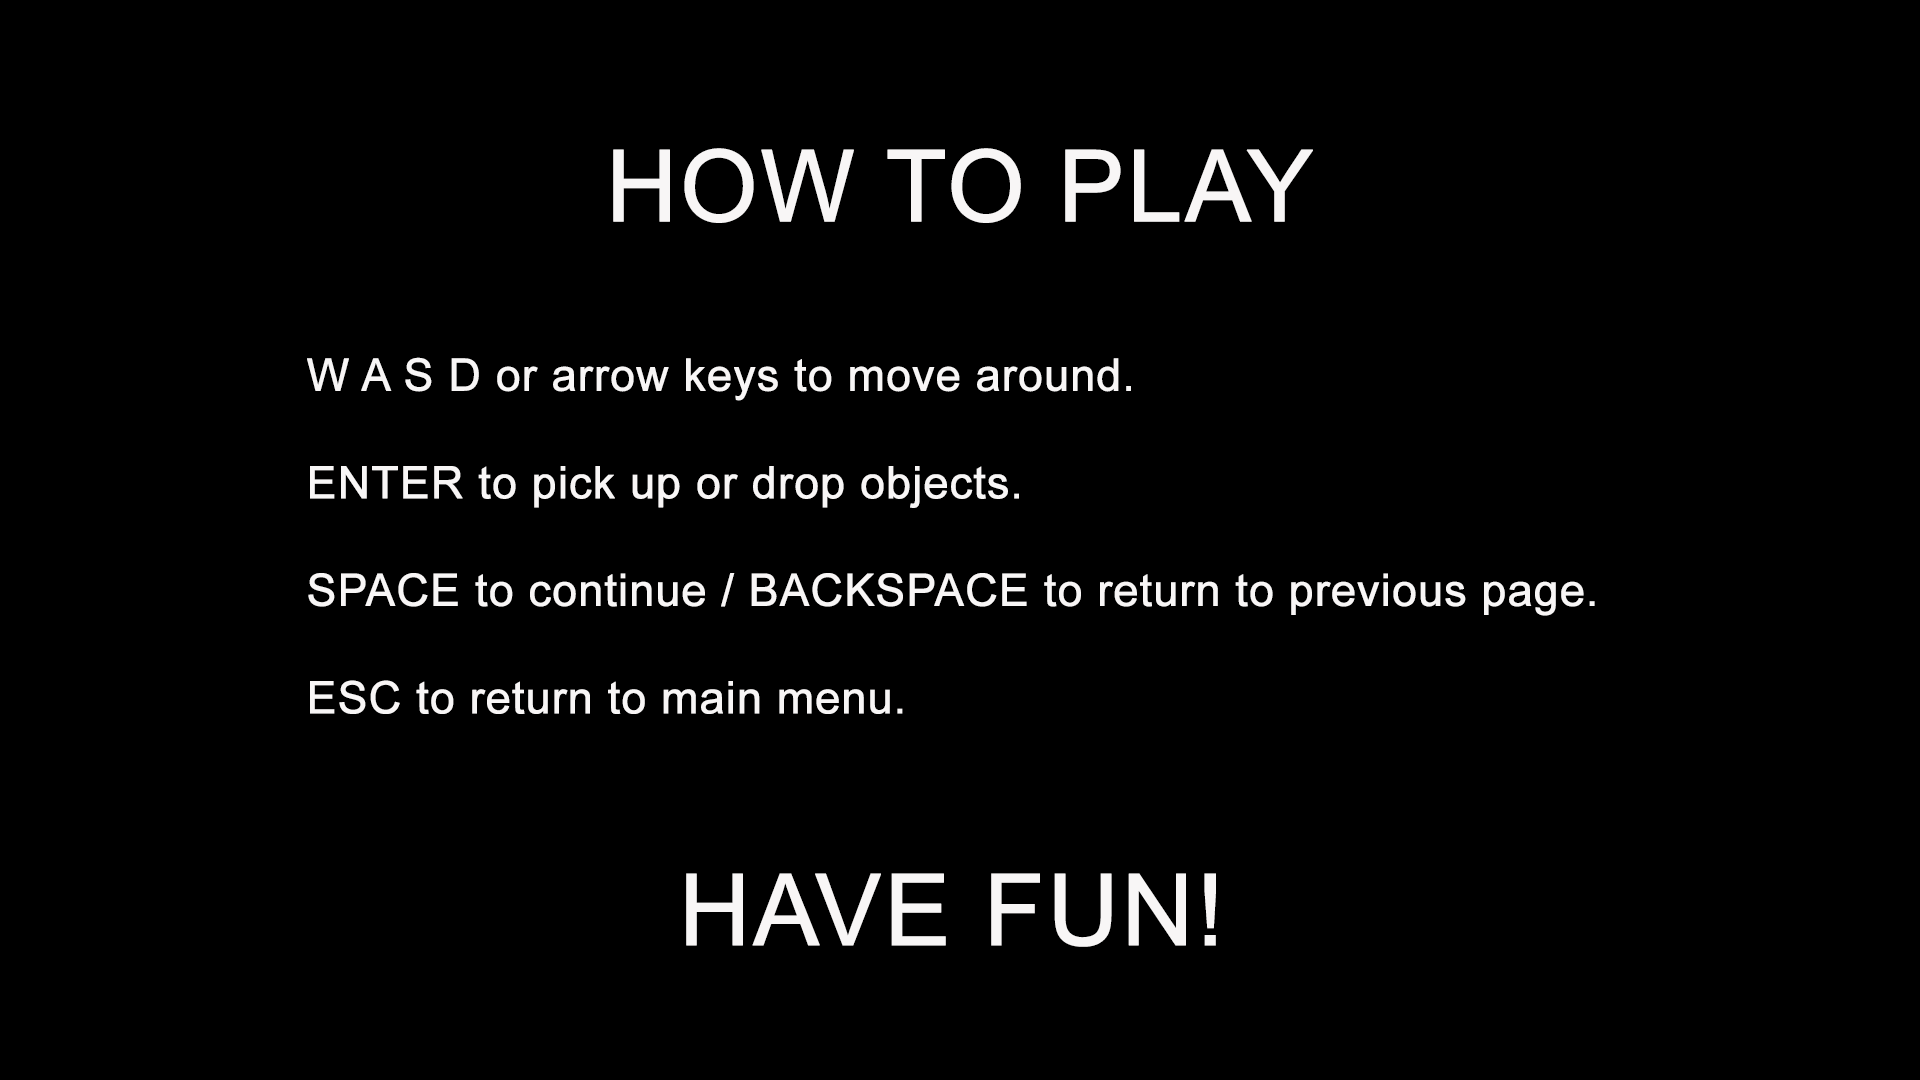 HOW TO PLAY
W A S D or arrow keys to move around.
ENTER to pick up or drop objects.
SPACE to continue / BACKSPACE to return to previous page.
ESC to return to main menu.
HAVE FUN!